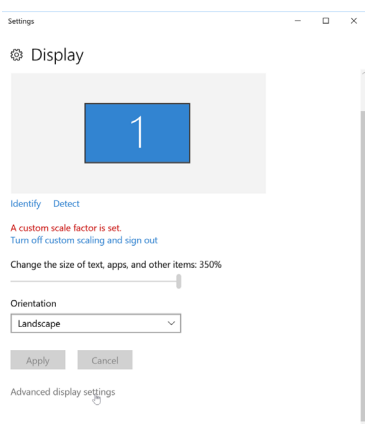 Settings
Display
1
Identify Detect
A custom scale factor is set.
Turn off custom scaling and sign out
Change the size of text, apps, and other items: 350%
Orientation
Landscape
Apply Cancel
Advanced display settings